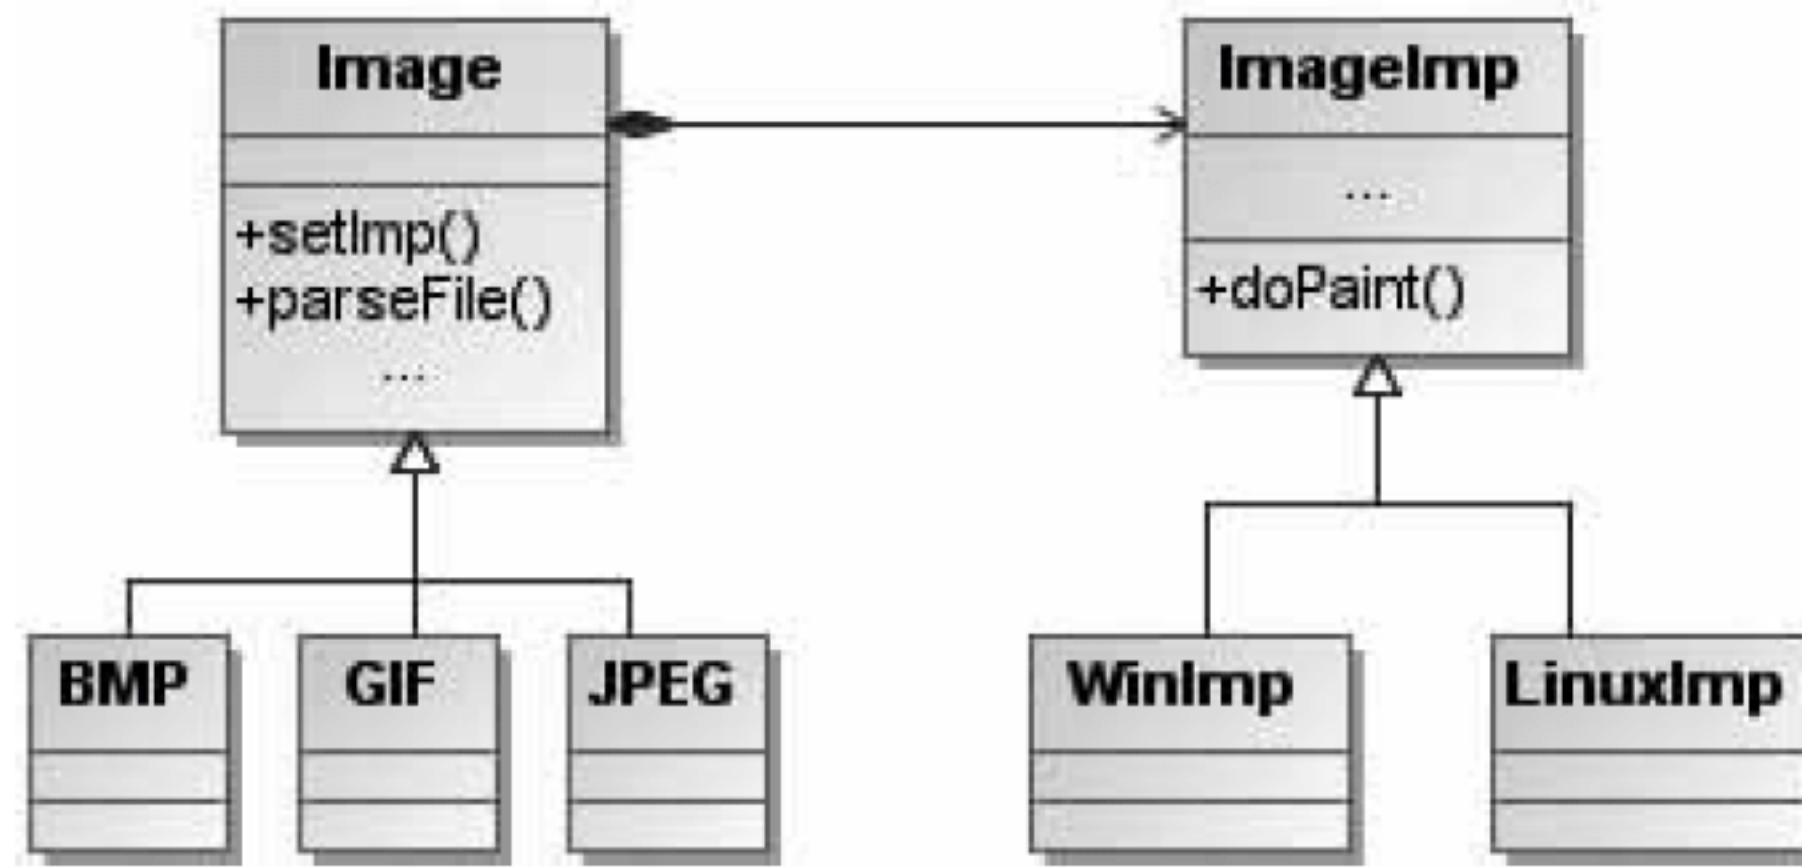 Image
+setImp()
+parseFile()
...
ImageImp
...
+doPaint()
BMP
GIF
JPEG
WinImp
LinuxImp